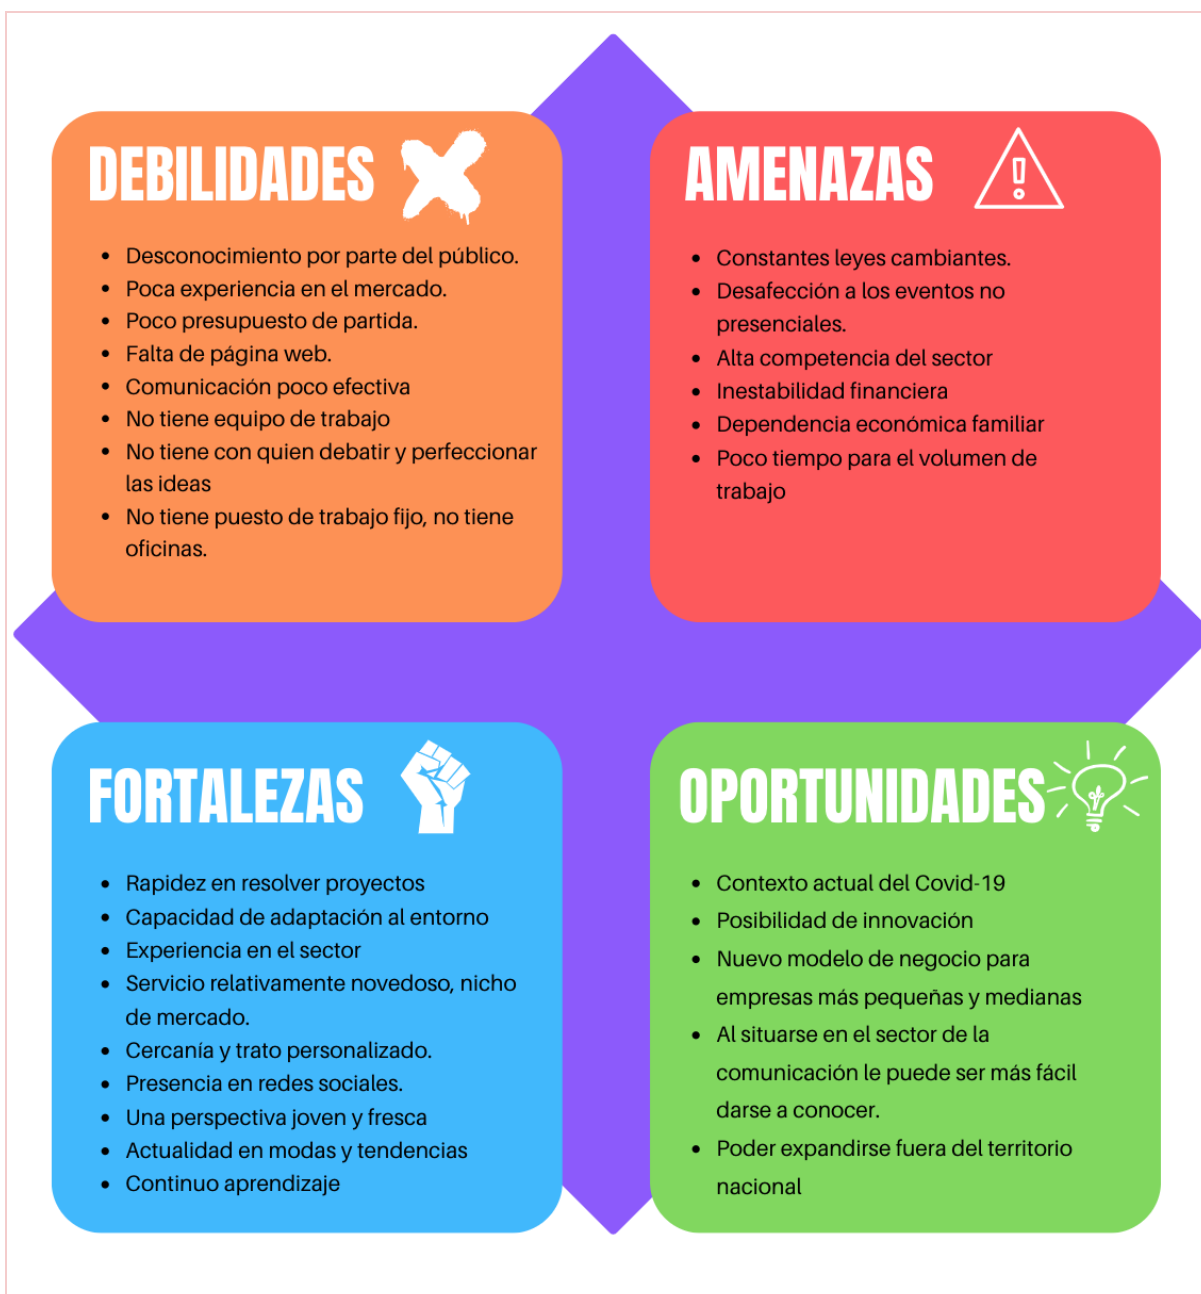 DEBILIDADES
• Desconocimiento por parte del público.
• Poca experiencia en el mercado.
• Poco presupuesto de partida.
• Falta de página web.
• Comunicación poco efectiva
• No tiene equipo de trabajo
• No tiene con quien debatir y perfeccionar
las ideas
• No tiene puesto de trabajo fijo, no tiene
oficinas.
AMENAZAS
• Constantes leyes cambiantes.
• Desafección a los eventos no
presenciales.
• Alta competencia del sector
• Inestabilidad financiera
• Dependencia económica familiar
• Poco tiempo para el volumen de
trabajo
FORTALEZAS
• Rapidez en resolver proyectos
• Capacidad de adaptación al entorno
• Experiencia en el sector
• Servicio relativamente novedoso, nicho
de mercado.
• Cercanía y trato personalizado.
• Presencia en redes sociales.
• Una perspectiva joven y fresca
• Actualidad en modas y tendencias
• Continuo aprendizaje
OPORTUNIDADES
• Contexto actual del Covid-19
• Posibilidad de innovación
• Nuevo modelo de negocio para
empresas más pequeñas y medianas
• Al situarse en el sector de la
comunicación le puede ser más fácil
darse a conocer.
• Poder expandirse fuera del territorio
nacional